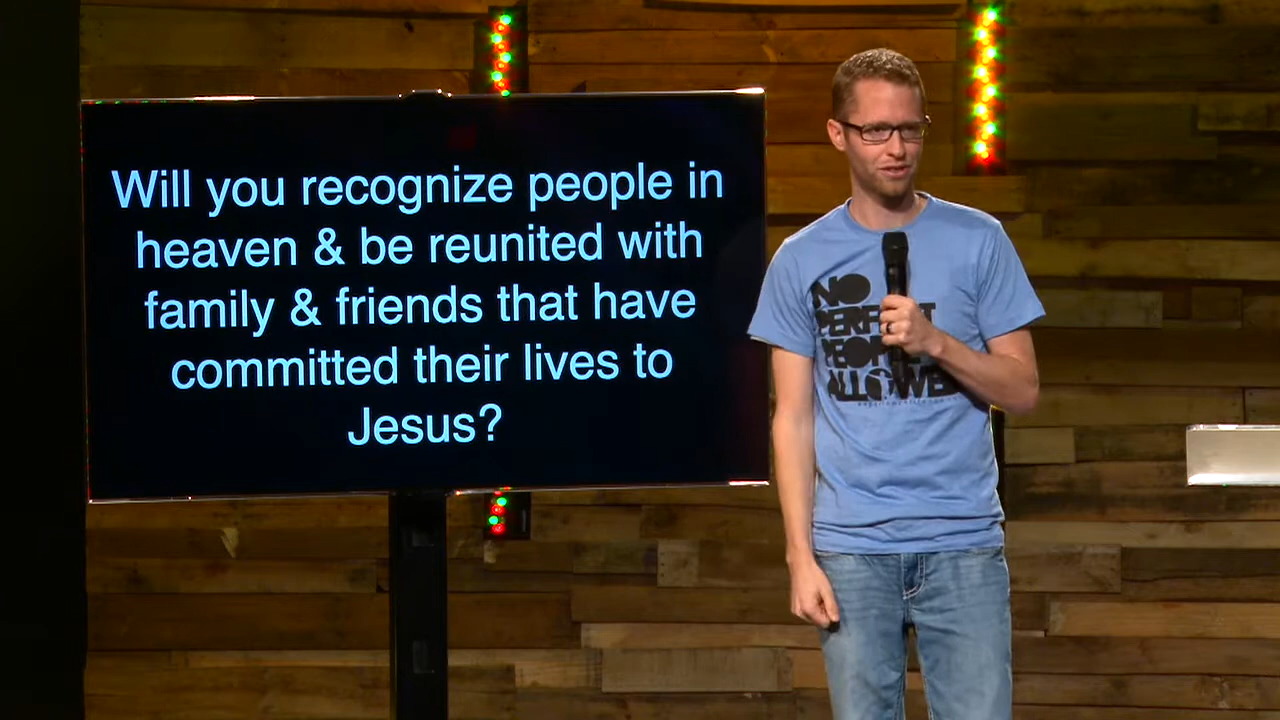 Will you recognize people in
heaven & be reunited with
family & friends that have
committed their lives to
Jesus?
NO
PERFECT
PEOPLE
ALLOWED